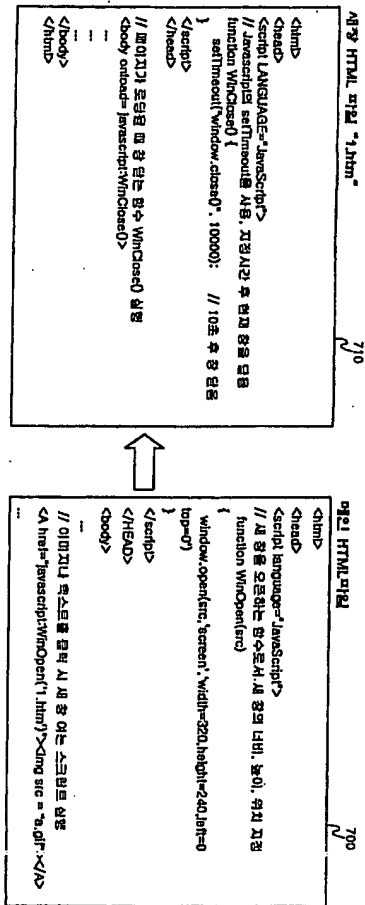 새창 HTML 파일 "1.htm"
710
<html>
<head>
<script LANGUAGE="JavaScript">
// Javascript의 setTimeout을 사용, 지정시간 후 현재 창을 닫음
function WinClose() {
setTimeout("window.close()", 10000); // 10초 후 창 닫음
}
</script>
</head>
// 페이지가 로딩될 때 창 닫는 함수 WinClose() 실행
<body onload= javascript:WinClose()>
...
...
...
</body>
</html>
메인 HTML파일
700
<html>
<head>
<script language="JavaScript">
// 새 창을 오픈하는 함수로서.새 창의 너비, 높이, 위치 지정
function WinOpen(src)
{
window.open(src,'screen','width=320,height=240,left=0
top=0')
}
</script>
</HEAD>
<body>
...
// 이미지나 텍스트를 클릭 시 새 창 여는 스크립트 실행
<A href="javascript:WinOpen('1.htm')"><img src = "a.gif"></A>
...